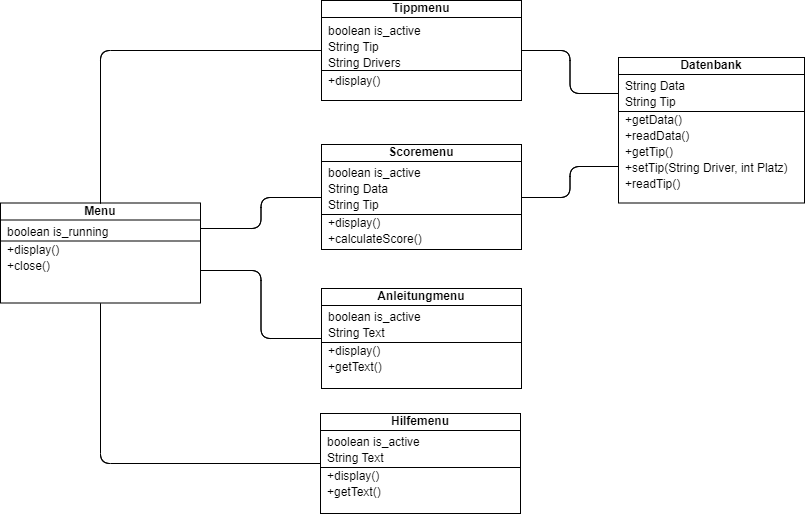 Tippmenu
boolean is_active
String Tip
String Drivers
+display()
Datenbank
String Data
String Tip
+getData()
+readData()
+getTip()
+setTip(String Driver, int Platz)
+readTip()
Scoremenu
boolean is_active
String Data
String Tip
+display()
+calculateScore()
Menu
boolean is_running
+display()
+close()
Anleitungmenu
boolean is_active
String Text
+display()
+getText()
Hilfemenu
boolean is_active
String Text
+display()
+getText()